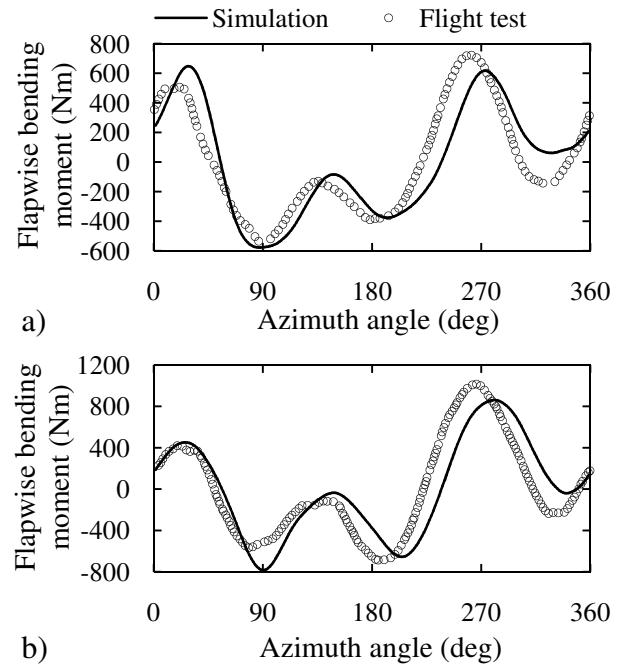 Simulation Flight test
Flapwise bending
moment (Nm)
800
600
400
200
0
-200
-400
-600
0 90 180 270 360
a) Azimuth angle (deg)
Flapwise bending
moment (Nm)
1200
800
400
0
-400
-800
0 90 180 270 360
b) Azimuth angle (deg)